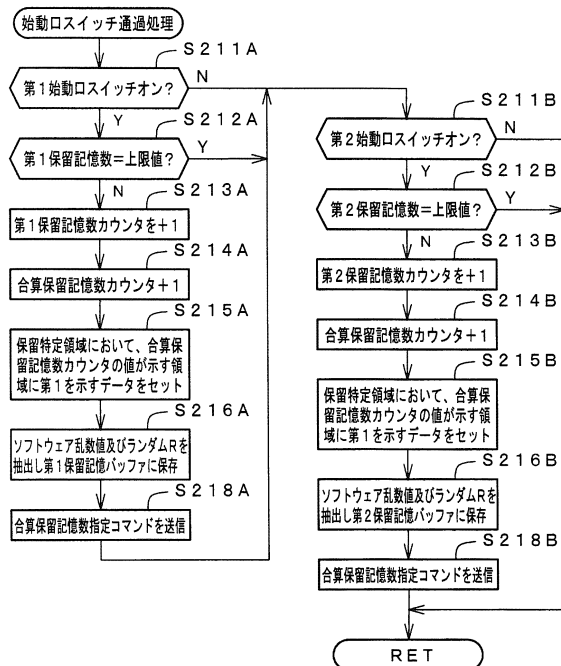 始動口スイッチ通過処理
S211A
第1始動口スイッチオン?
N
Y
S212A
第1保留記憶数=上限値?
Y
N
S213A
第1保留記憶数カウンタを+1
S214A
合算保留記憶数カウンタ+1
S215A
保留特定領域において、合算保
留記憶数カウンタの値が示す領
域に第1を示すデータをセット
S216A
ソフトウェア乱数値及びランダムRを
抽出し第1保留記憶バッファに保存
S218A
合算保留記憶数指定コマンドを送信
S211B
第2始動口スイッチオン?
N
Y
S212B
第2保留記憶数=上限値?
Y
N
S213B
第2保留記憶数カウンタを+1
S214B
合算保留記憶数カウンタ+1
S215B
保留特定領域において、合算保
留記憶数カウンタの値が示す領
域に第1を示すデータをセット
S216B
ソフトウェア乱数値及びランダムRを
抽出し第2保留記憶バッファに保存
S218B
合算保留記憶数指定コマンドを送信
RET